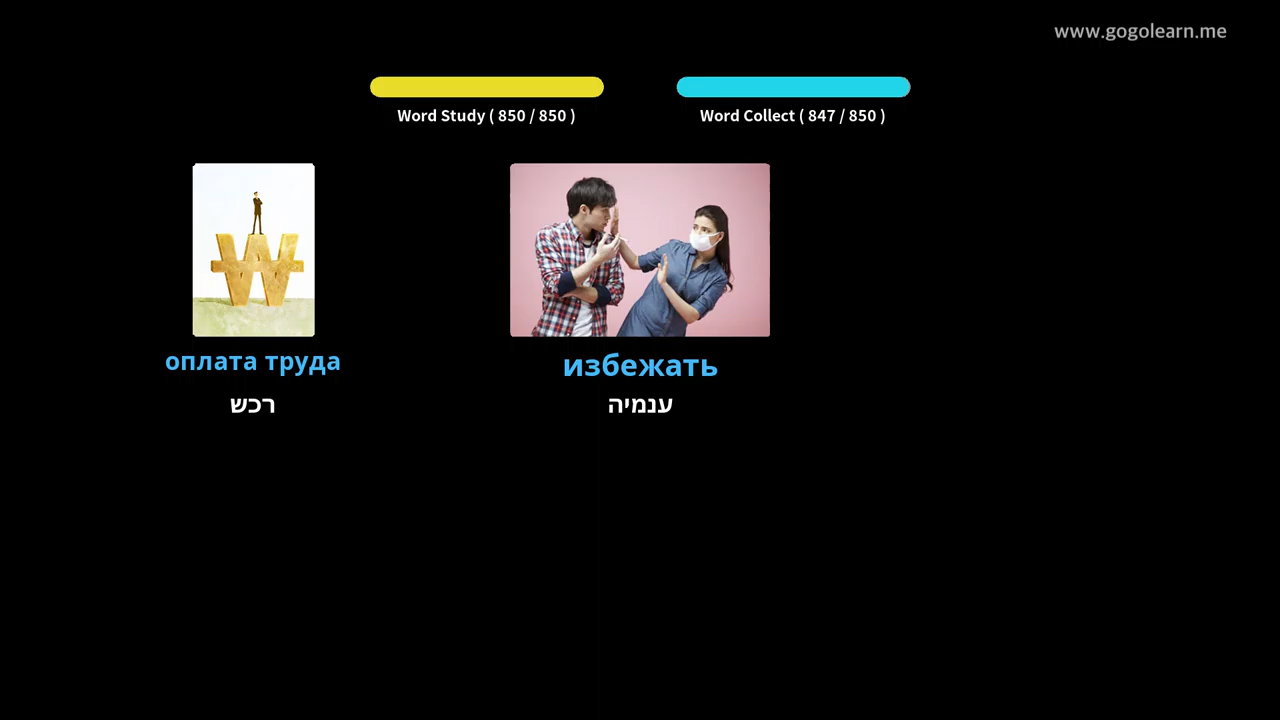 www.gogolearn.me
Word Study ( 850 / 850 )
Word Collect ( 847 / 850 )
оплата труда
избежать
רכש
ענמיה